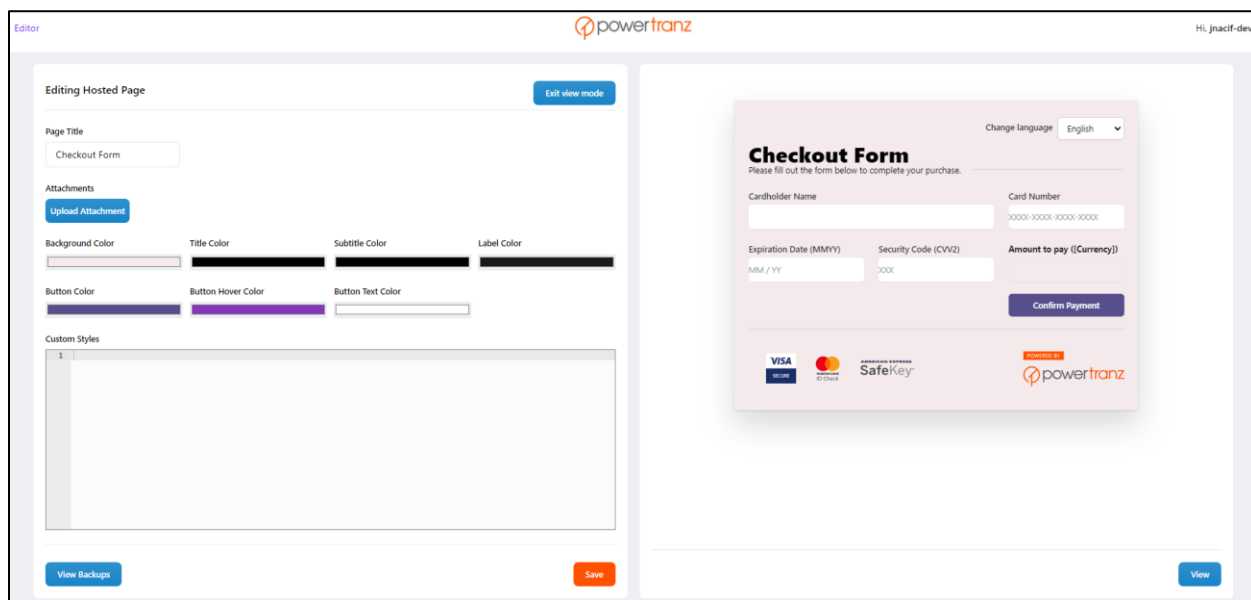 Editor
powertranz
Hi, jnacif-dev
Editing Hosted Page
Exit view mode
Page Title
Checkout Form
Attachments
Upload Attachment
Background Color Title Color Subtitle Color Label Color
Button Color Button Hover Color Button Text Color
Custom Styles
1
View Backups
Save
Change language English
Checkout Form
Please fill out the form below to complete your purchase.
Cardholder Name Card Number
XXXX-XXXX-XXXX-XXXX
Expiration Date (MMYY) Security Code (CVV2) Amount to pay ([Currency])
MM / YY XXX
Confirm Payment
VISA
SECURE
mastercard
ID Check
AMERICAN EXPRESS
SafeKey
POWERED BY
powertranz
View